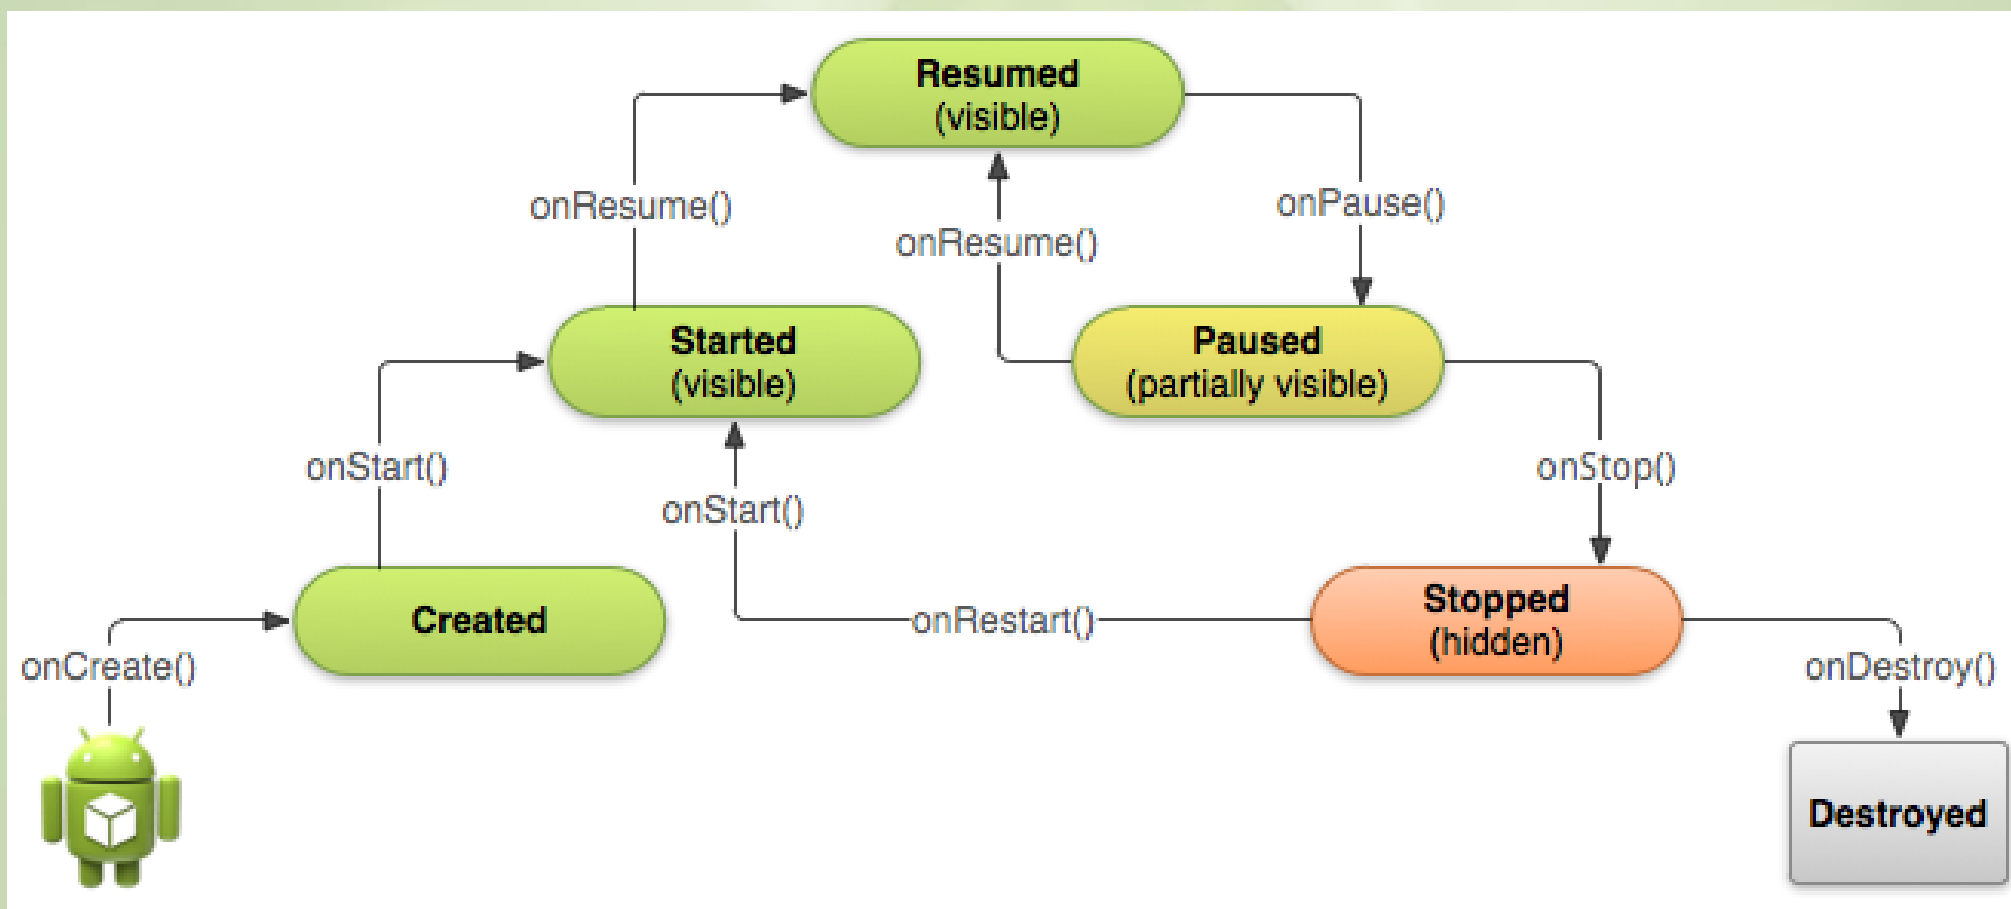 Resumed
(visible)
onResume()
onPause()
onResume()
Started
(visible)
Paused
(partially visible)
onStart()
onStop()
onStart()
Created
onRestart()
Stopped
(hidden)
onCreate()
onDestroy()
Destroyed